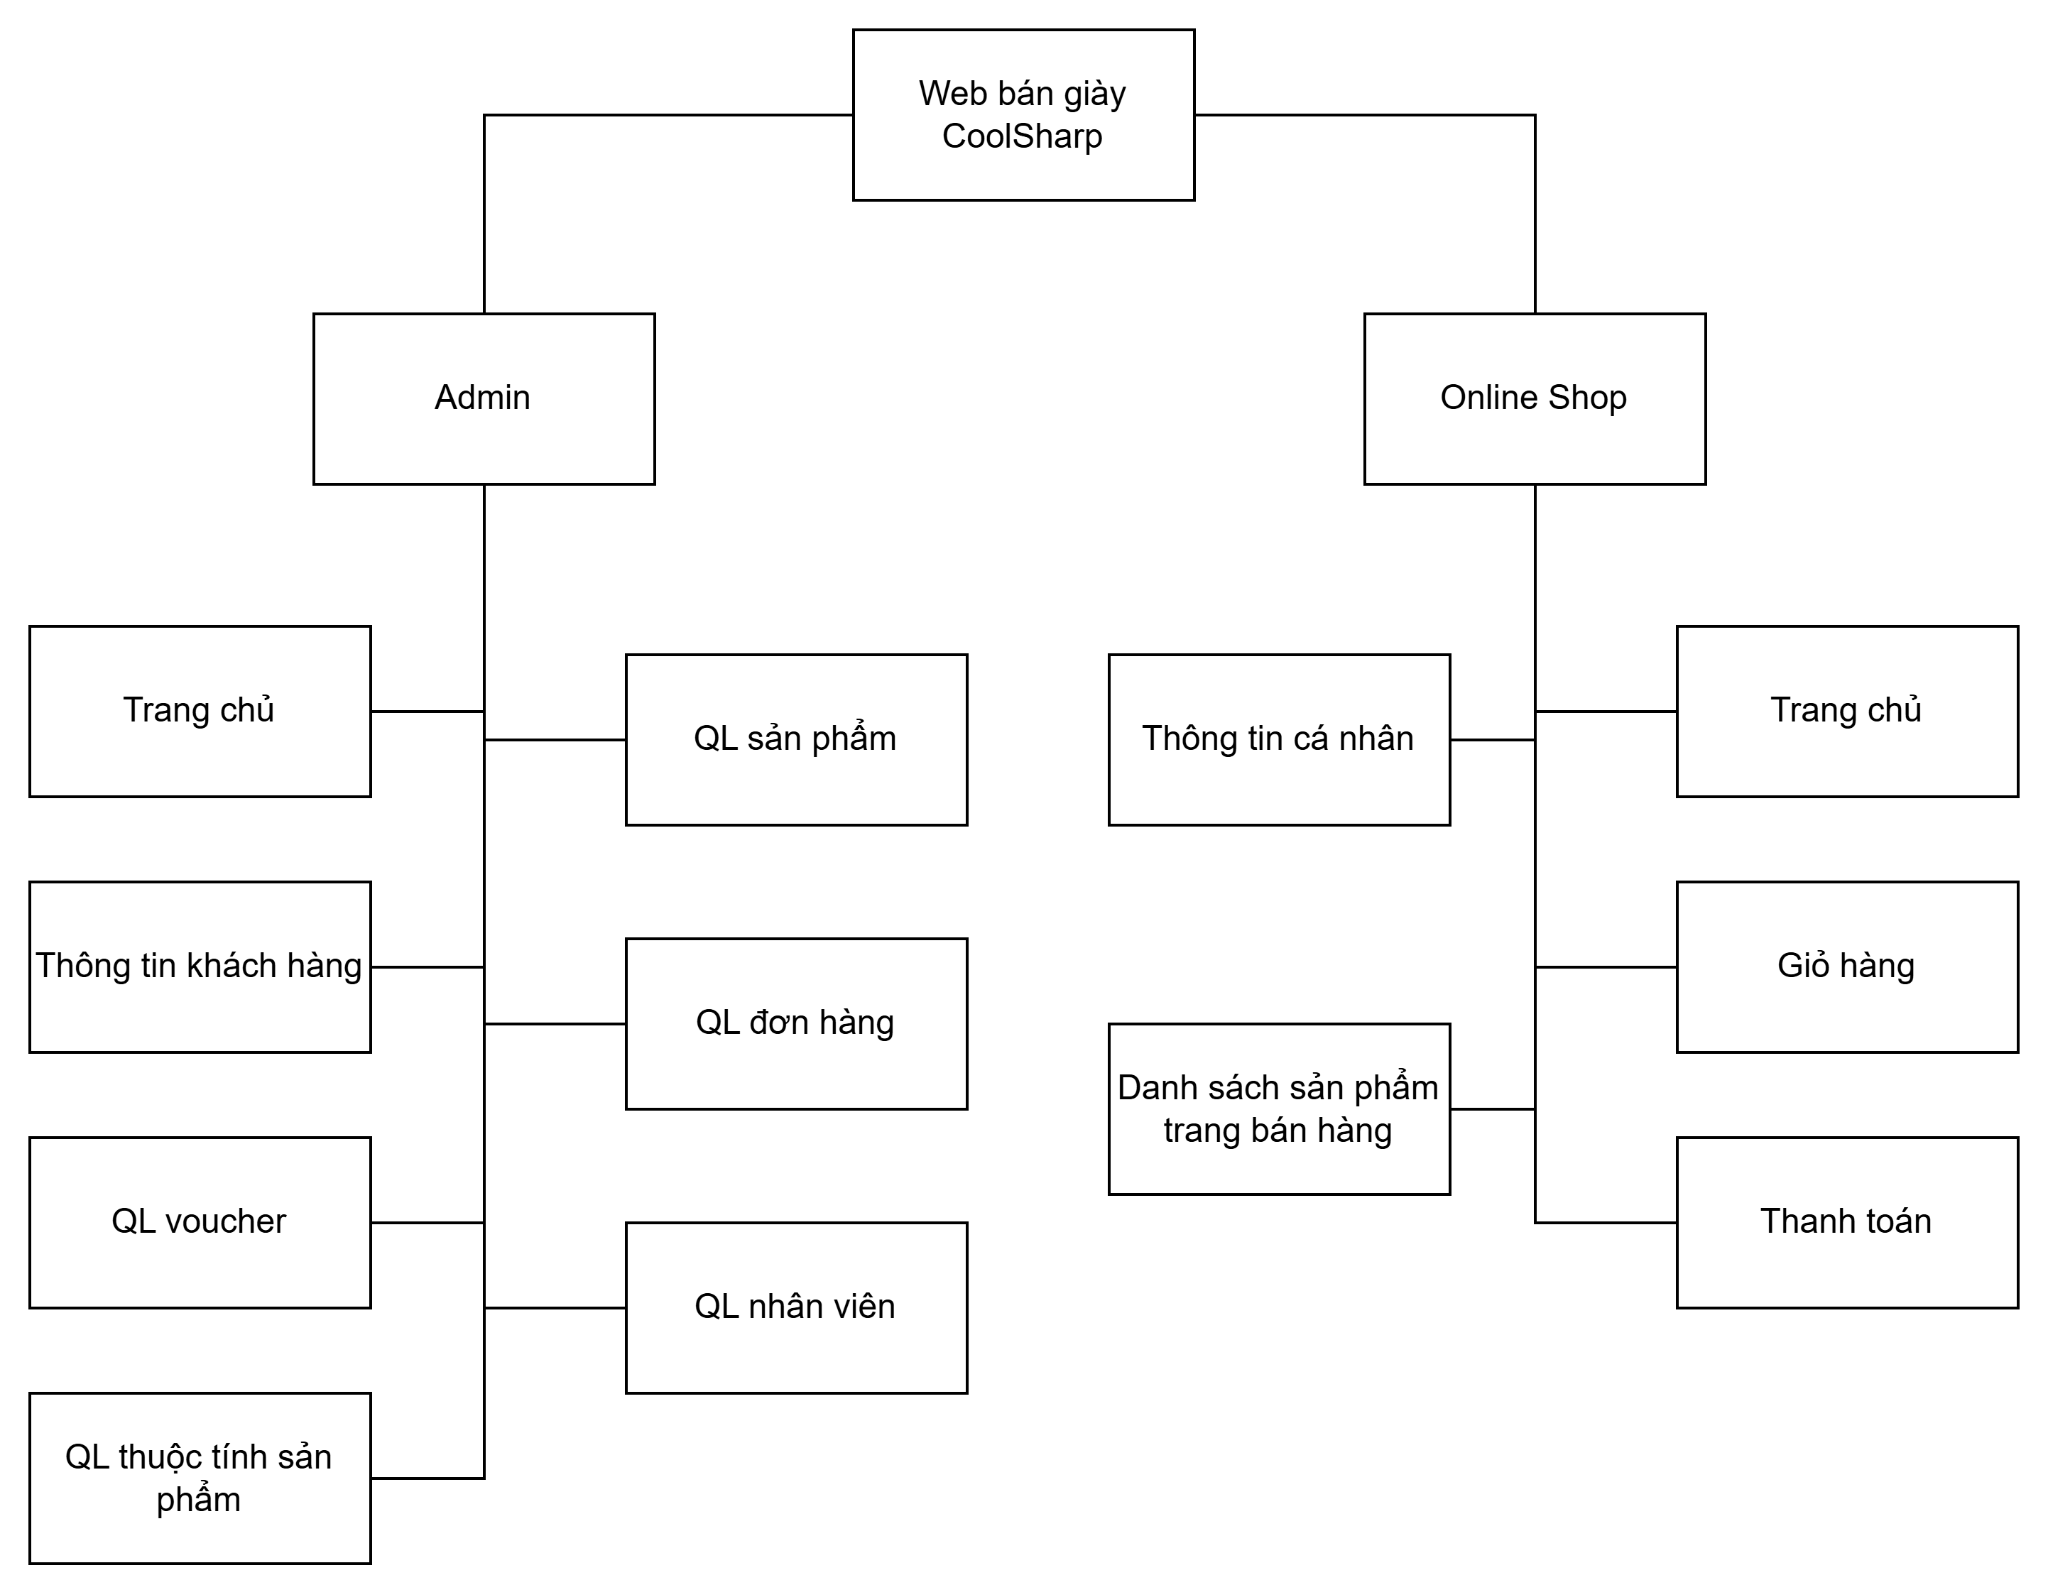 Web bán giày
CoolSharp
Admin
Online Shop
Trang chủ
QL sản phẩm
Thông tin khách hàng
QL đơn hàng
QL voucher
QL nhân viên
QL thuộc tính sản
phẩm
Thông tin cá nhân
Trang chủ
Giỏ hàng
Danh sách sản phẩm
trang bán hàng
Thanh toán